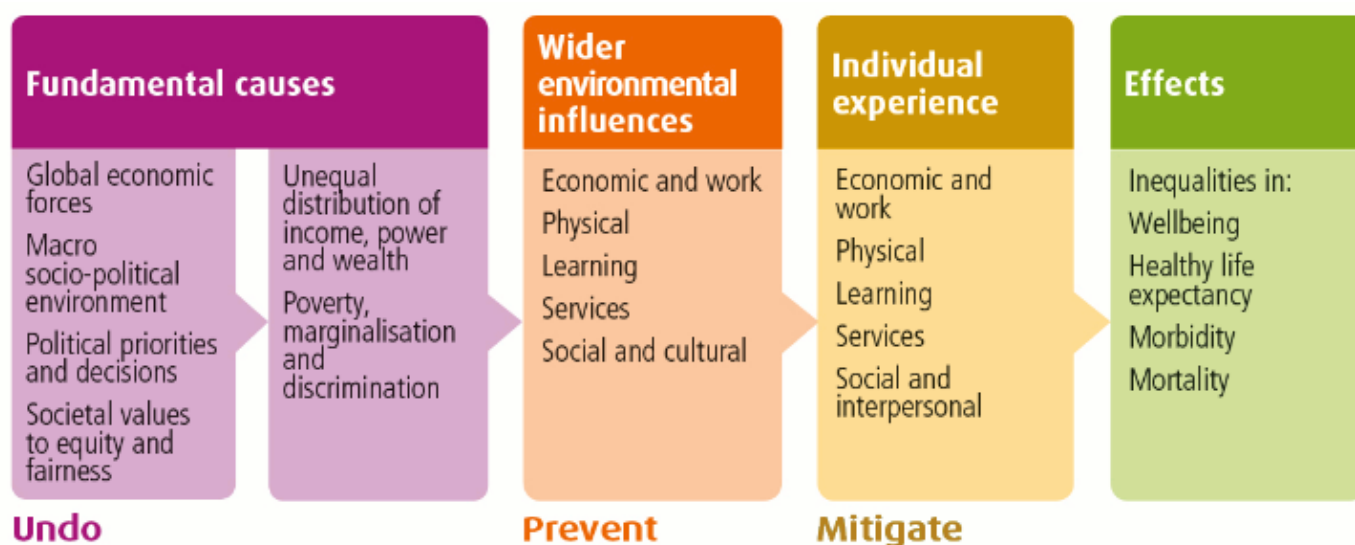 Fundamental causes
Global economic
forces
Macro
socio-political
environment
Political priorities
and decisions
Societal values
to equity and
fairness
Unequal
distribution of
income, power
and wealth
Poverty,
marginalisation
and
discrimination
Undo
Wider
environmental
influences
Economic and work
Physical
Learning
Services
Social and cultural
Prevent
Individual
experience
Economic and
work
Physical
Learning
Services
Social and
interpersonal
Mitigate
Effects
Inequalities in:
Wellbeing
Healthy life
expectancy
Morbidity
Mortality